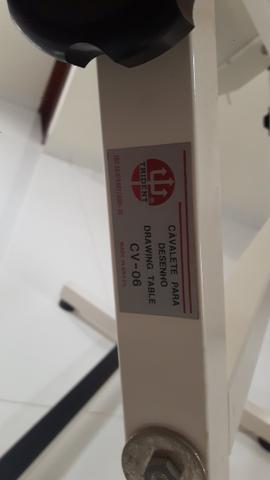 TRIDENT
CAVALETE PARA
DESENHO
DRAWING TABLE
CV-06
MADE IN BRAZIL